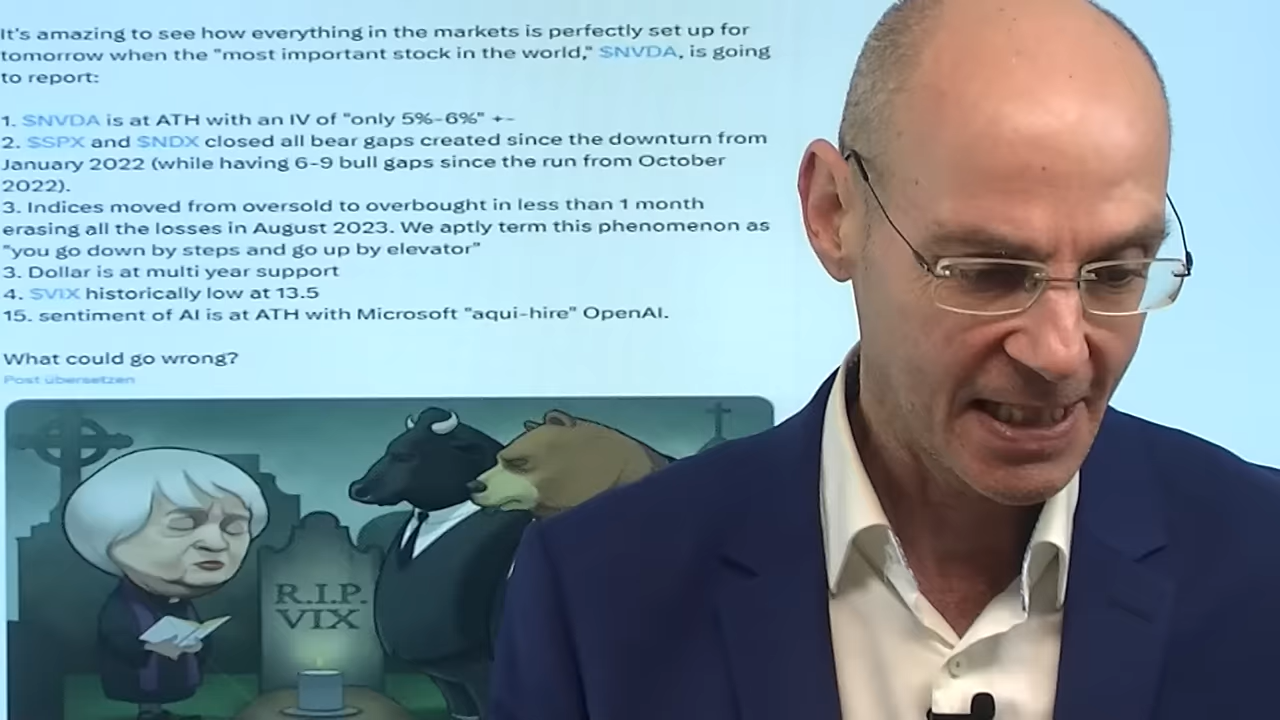 It's amazing to see how everything in the markets is perfectly set up for
tomorrow when the "most important stock in the world," $NVDA, is going
to report:
1. $NVDA is at ATH with an IV of "only 5%-6%" +-
2. $SPX and $NDX closed all bear gaps created since the downturn from
January 2022 (while having 6-9 bull gaps since the run from October
2022).
3. Indices moved from oversold to overbought in less than 1 month
erasing all the losses in August 2023. We aptly term this phenomenon as
"you go down by steps and go up by elevator"
3. Dollar is at multi year support
4. $VIX historically low at 13.5
15. sentiment of AI is at ATH with Microsoft "aqui-hire" OpenAI.
What could go wrong?
Post übersetzen
R.I.P.
VIX